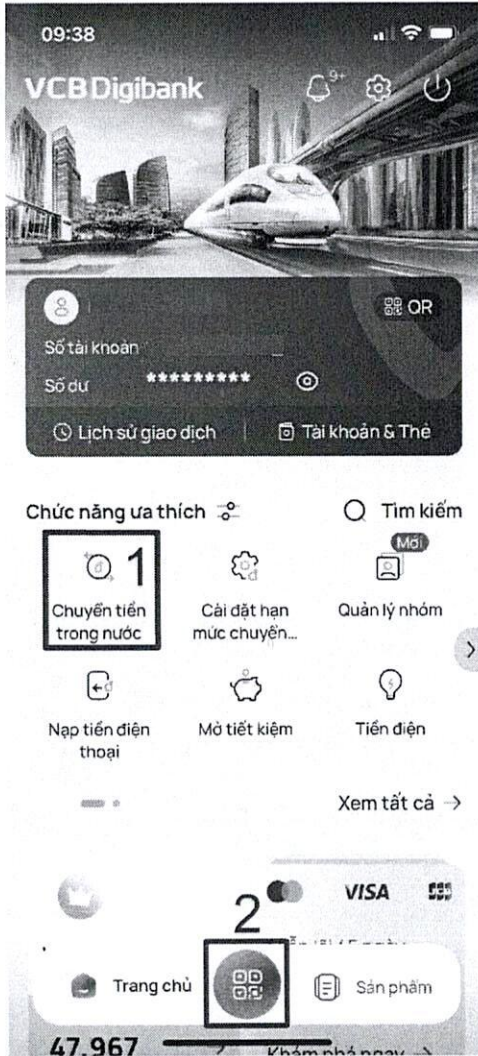 09:38
VCB Digibank
9+
QR
Số tài khoản
Số dư ********* 
Lịch sử giao dịch
Tài khoản & Thẻ
Chức năng ưa thích
Tìm kiếm
1
Mới
Chuyển tiền
trong nước
Cài đặt hạn
mức chuyển...
Quản lý nhóm
Nạp tiền điện
thoại
Mở tiết kiệm
Tiền điện
Xem tất cả →
2
VISA
JCB
Trang chủ
Sản phẩm
47.967
Khám phá ngay